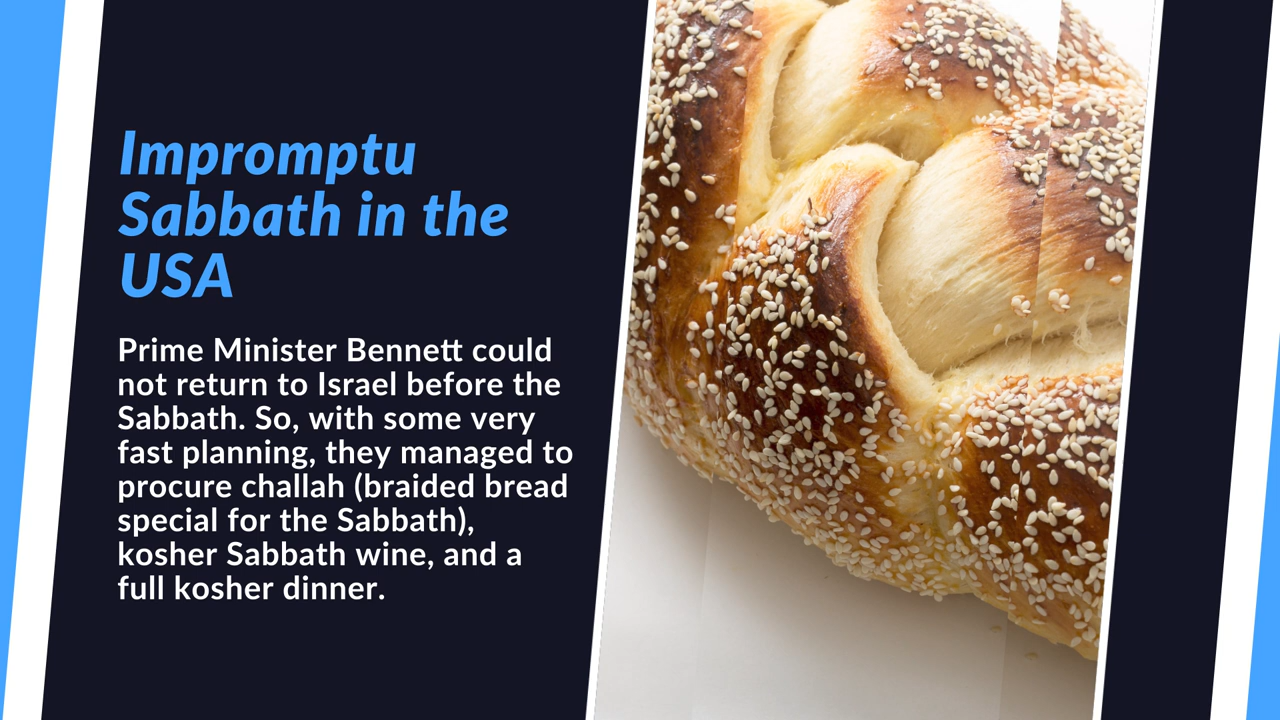 Impromptu
Sabbath in the
USA
Prime Minister Bennett could
not return to Israel before the
Sabbath. So, with some very
fast planning, they managed to
procure challah (braided bread
special for the Sabbath),
kosher Sabbath wine, and a
full kosher dinner.